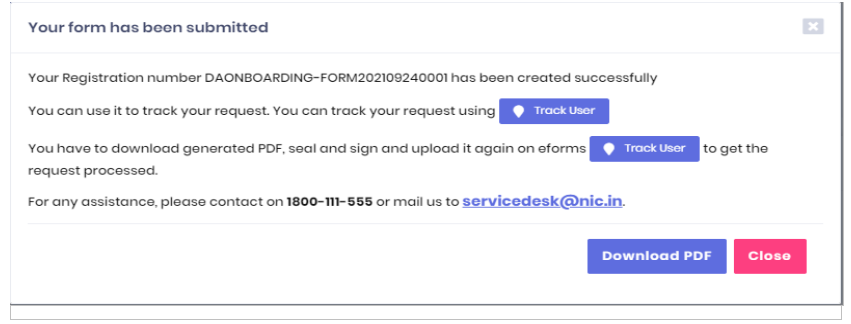 Your form has been submitted
Your Registration number DAONBOARDING-FORM202109240001 has been created successfully
You can use it to track your request. You can track your request using Track User
You have to download generated PDF, seal and sign and upload it again on eforms Track User to get the
request processed.
For any assistance, please contact on 1800-111-555 or mail us to servicedesk@nic.in.
Download PDF Close